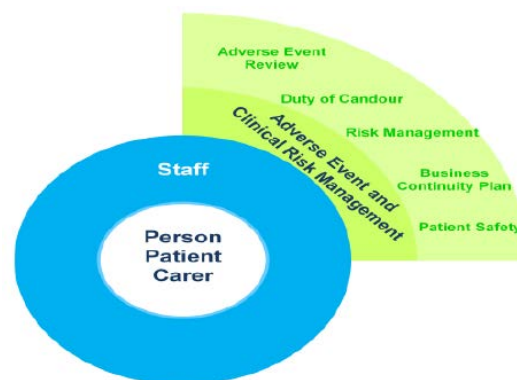 Adverse Event
Review
Duty of Candour
Risk Management
Business
Continuity Plan
Patient Safety
Adverse Event and
Clinical Risk Management
Staff
Person
Patient
Carer